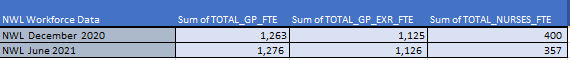 NWL Workforce Data Sum of TOTAL_GP_FTE Sum of TOTAL_GP_EXR_FTE Sum of TOTAL_NURSES_FTE
NWL December 2020 1,263 1,125 400
NWL June 2021 1,276 1,126 357